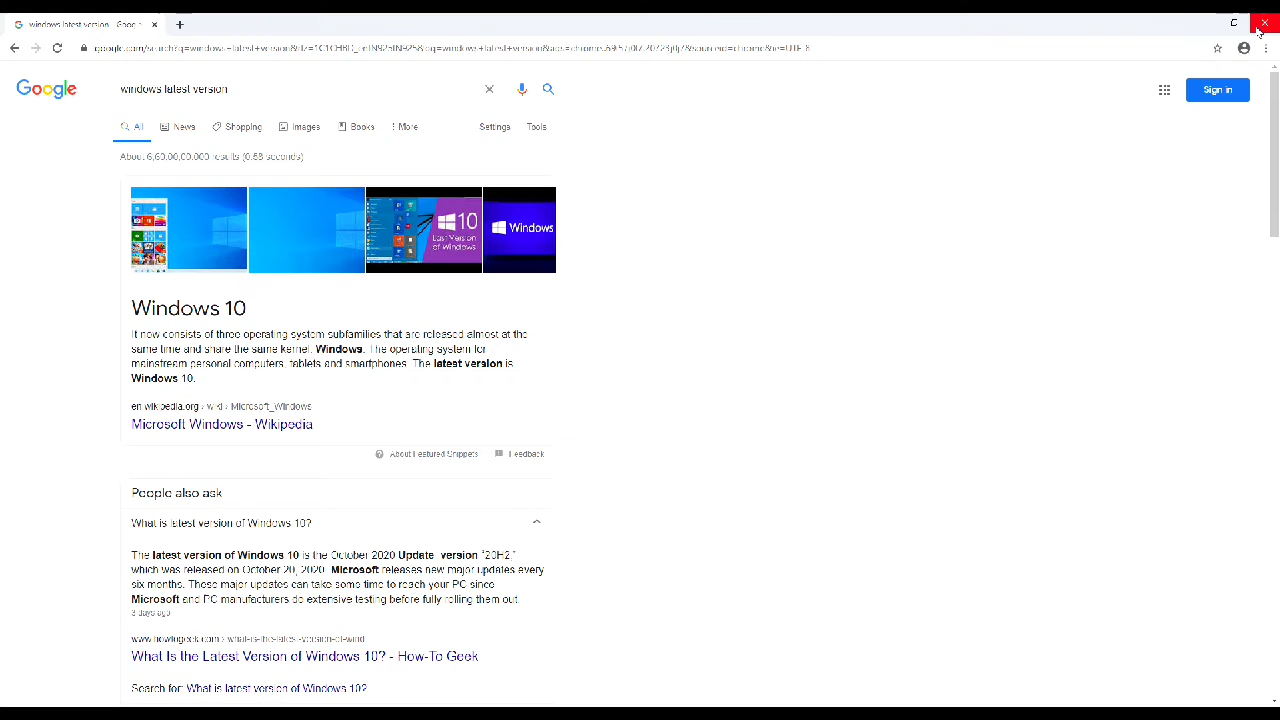 windows latest version - Goog
windows latest version
Google
Sign in
All News Shopping Images Books More Settings Tools
About 6,60,00,00,000 results (0.58 seconds)
10
Last Version
of Windows
Windows
Windows 10
It now consists of three operating system subfamilies that are released almost at the
same time and share the same kernel: Windows: The operating system for
mainstream personal computers, tablets and smartphones. The latest version is
Windows 10.
en.wikipedia.org › wiki › Microsoft_Windows
Microsoft Windows - Wikipedia
About Featured Snippets Feedback
People also ask
What is latest version of Windows 10?
The latest version of Windows 10 is the October 2020 Update, version "20H2,"
which was released on October 20, 2020. Microsoft releases new major updates every
six months. These major updates can take some time to reach your PC since
Microsoft and PC manufacturers do extensive testing before fully rolling them out.
3 days ago
www.howtogeek.com › what-is-the-latest-version-of-wind
What Is the Latest Version of Windows 10? - How-To Geek
Search for: What is latest version of Windows 10?